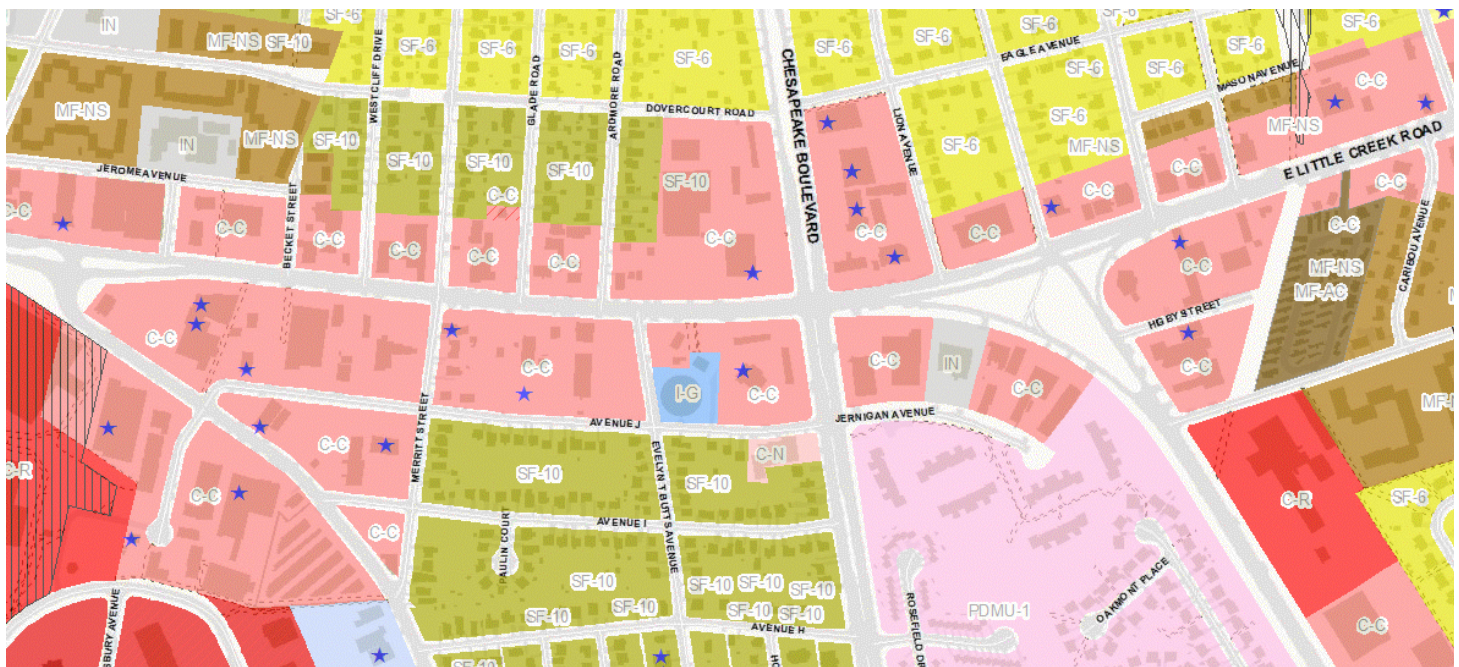 SF-6
SF-6
IN
MF-NS
SF-10
SF-6
SF-6
SF-6
SF-6
SF-6
SF-6
SF-6
SF-6
SF-6
SF-6
WESTCLIFF DRIVE
GLADE ROAD
ARDMORE ROAD
CHESAPEAKE BOULEVARD
EAGLE AVENUE
MASON AVENUE
C-C
MF-NS
DOVERCOURT ROAD
LION AVENUE
SF-6
MF-NS
MF-NS
E LITTLE CREEK ROAD
IN
MF-NS
SF-10
SF-10
SF-10
SF-10
SF-10
C-C
JEROME AVENUE
BECKET STREET
C-C
C-C
C-C
C-C
C-C
C-C
C-C
C-C
C-C
C-C
C-C
C-C
C-C
C-C
MF-NS
MF-AC
CARIBOU AVENUE
HIGBY STREET
C-C
C-C
C-C
IN
C-C
C-C
I-G
C-C
MERRITT STREET
AVENUE J
JERNIGAN AVENUE
EVELYN T BUTTS AVENUE
C-N
C-C
SF-10
SF-10
C-R
C-C
C-R
SF-6
C-C
AVENUE I
PAULIN COURT
SF-10
SF-10
SF-10
SF-10
SF-10
SF-10
SF-10
SF-10
SF-10
AVENUE H
PDMU-1
OAKMONT PLACE
C-C
SF-10